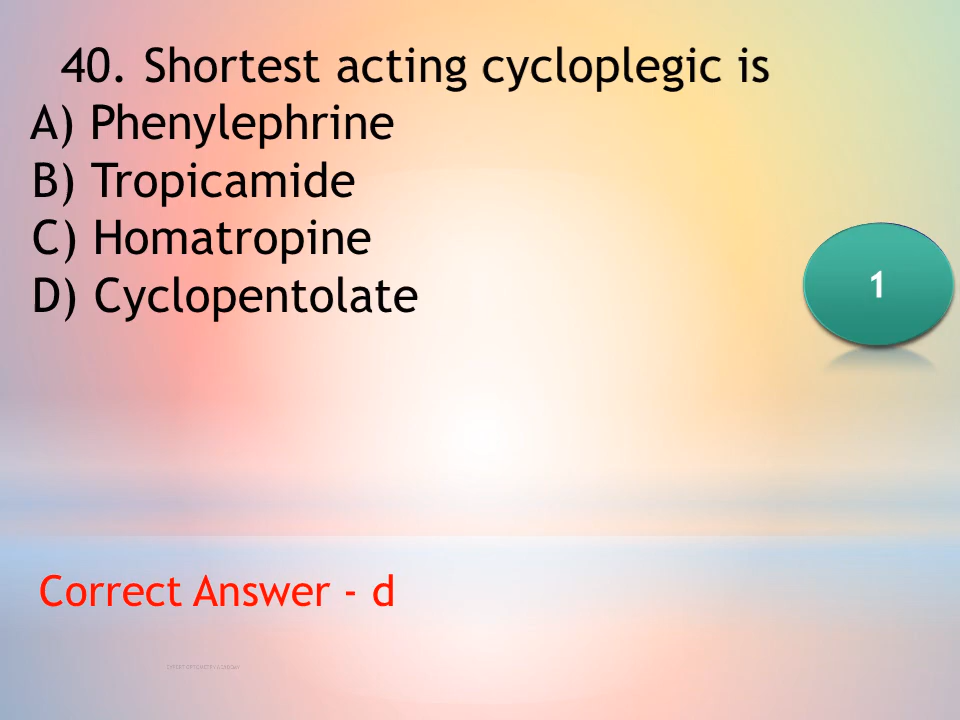 40. Shortest acting cycloplegic is
A) Phenylephrine
B) Tropicamide
C) Homatropine
D) Cyclopentolate
1
Correct Answer - d